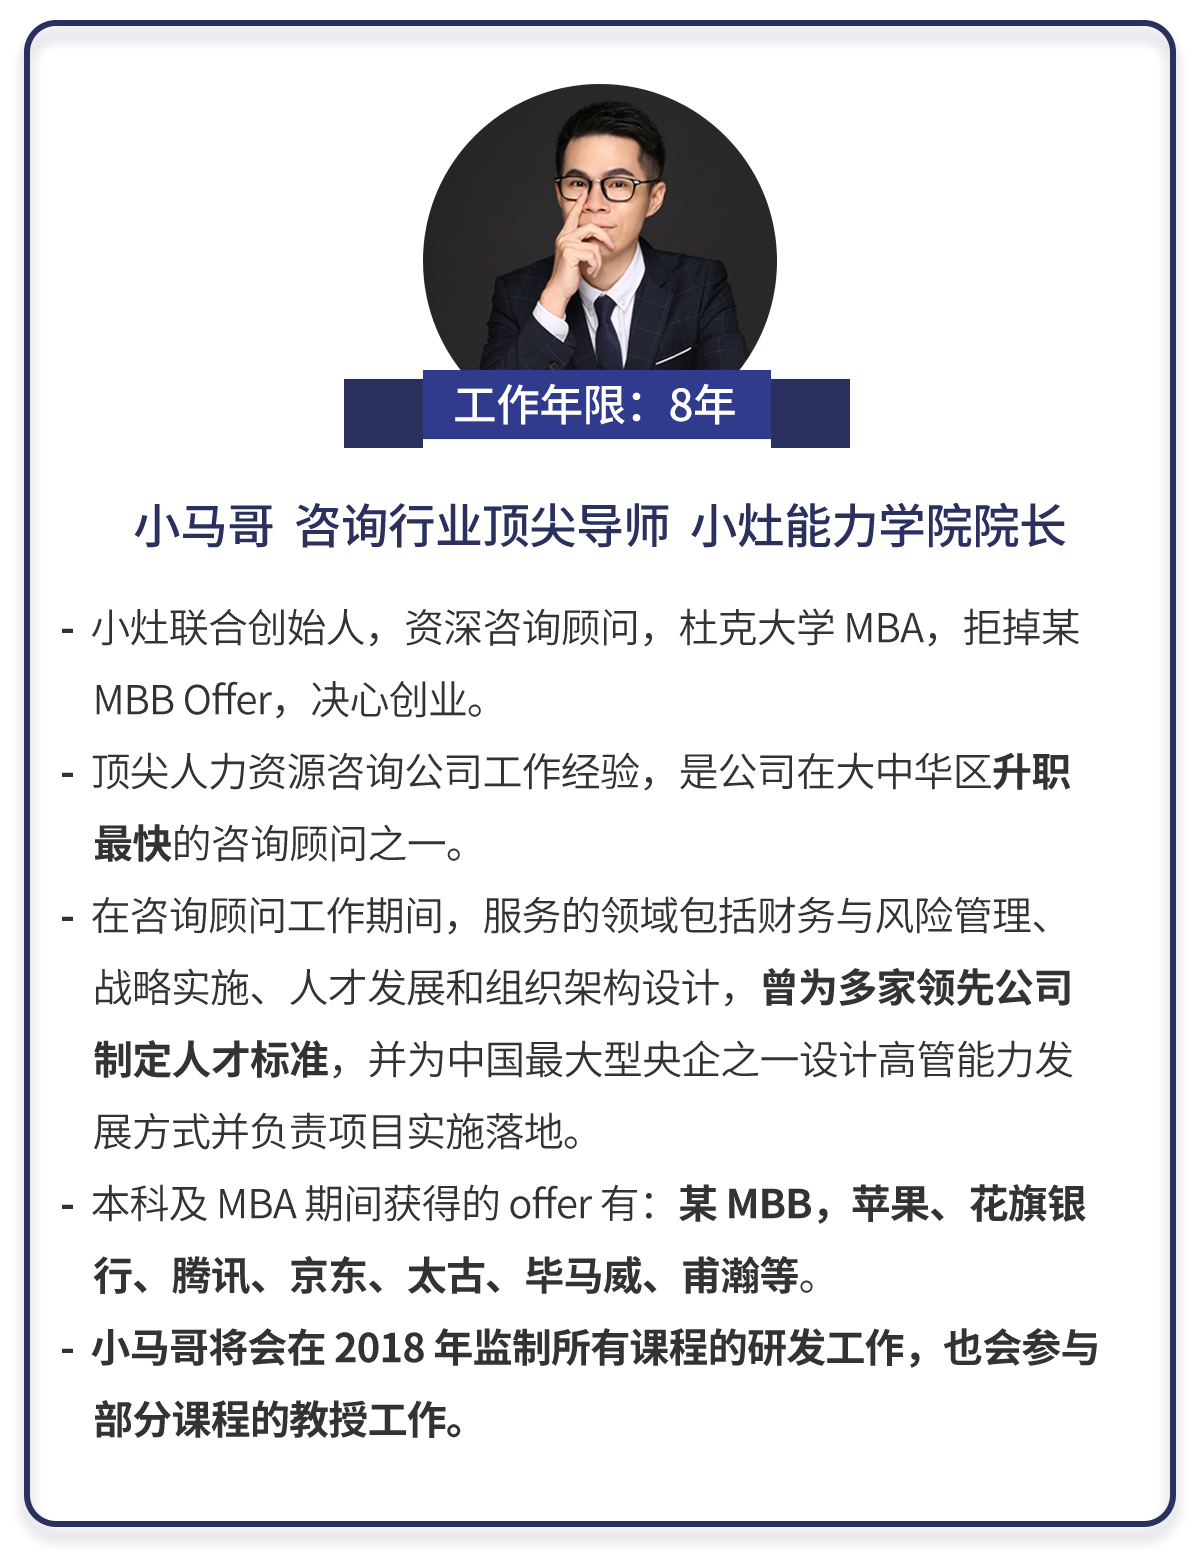 工作年限：8年
小马哥 咨询行业顶尖导师 小灶能力学院院长
- 小灶联合创始人，资深咨询顾问，杜克大学 MBA，拒掉某
MBB Offer，决心创业。
- 顶尖人力资源咨询公司工作经验，是公司在大中华区升职
最快的咨询顾问之一。
- 在咨询顾问工作期间，服务的领域包括财务与风险管理、
战略实施、人才发展和组织架构设计，曾为多家领先公司
制定人才标准，并为中国最大型央企之一设计高管能力发
展方式并负责项目实施落地。
- 本科及 MBA 期间获得的 offer 有：某 MBB，苹果、花旗银
行、腾讯、京东、太古、毕马威、甫瀚等。
- 小马哥将会在 2018 年监制所有课程的研发工作，也会参与
部分课程的教授工作。